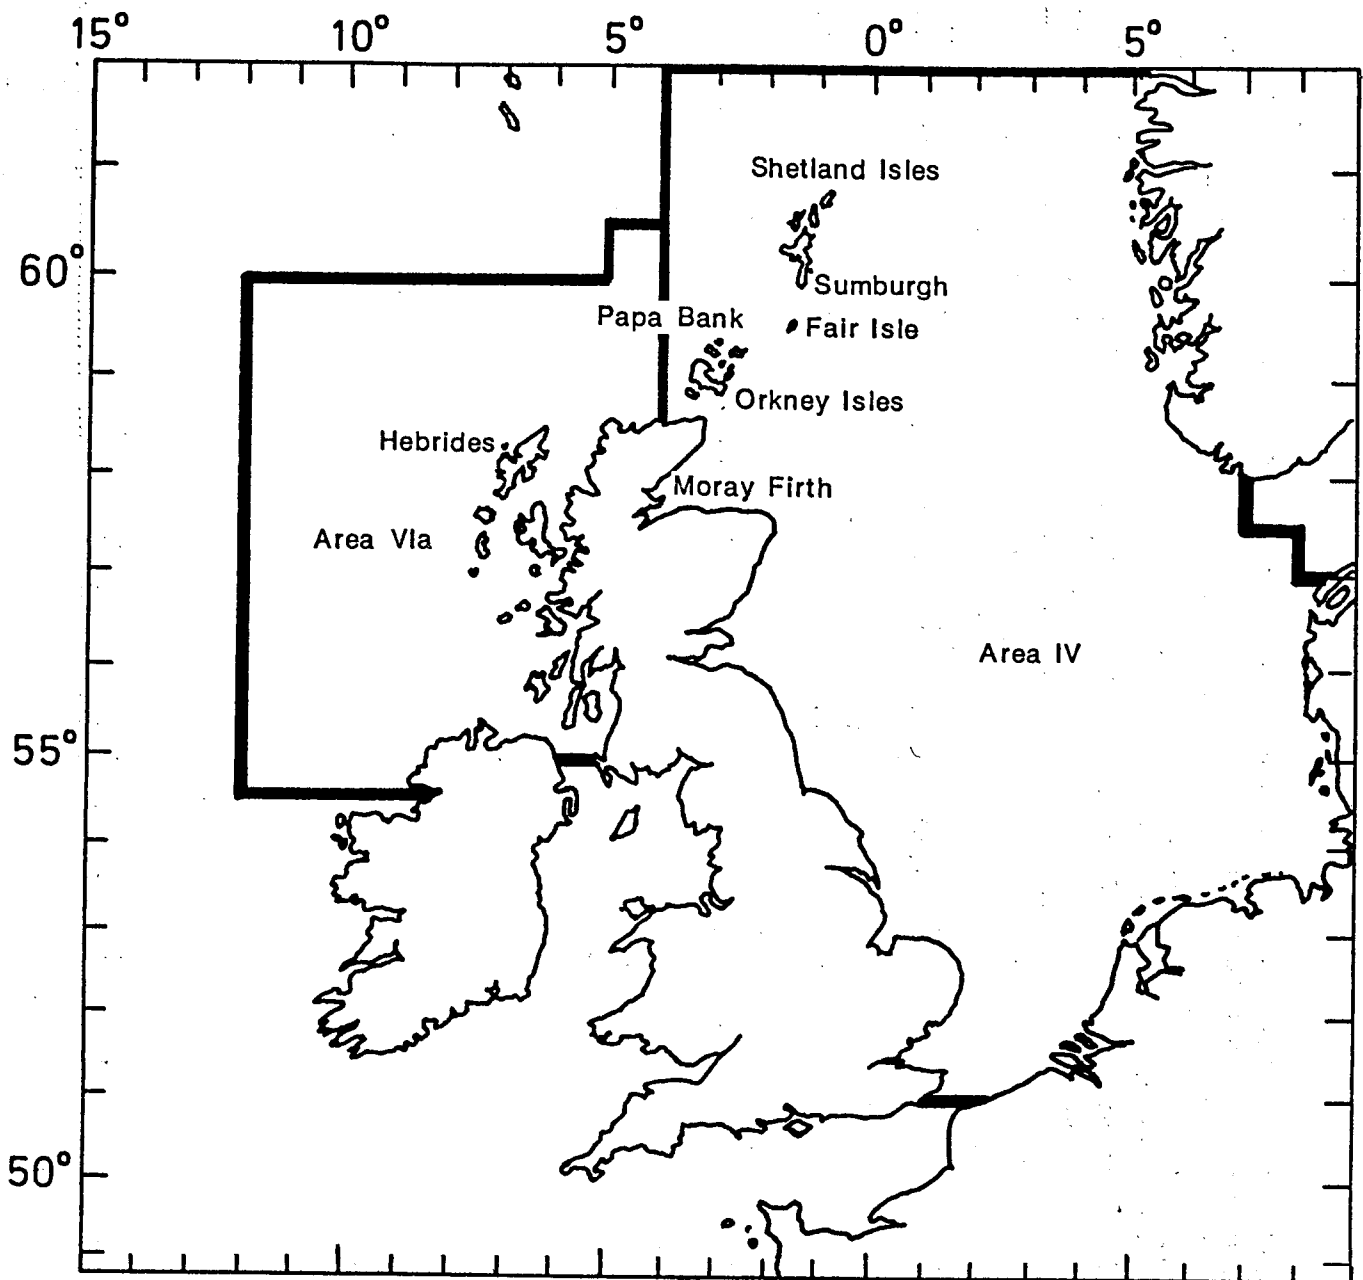 15° 10° 5° 0° 5°
Shetland Isles
60°
Sumburgh
Papa Bank
Fair Isle
Orkney Isles
Hebrides
Moray Firth
Area VIa
Area IV
55°
50°